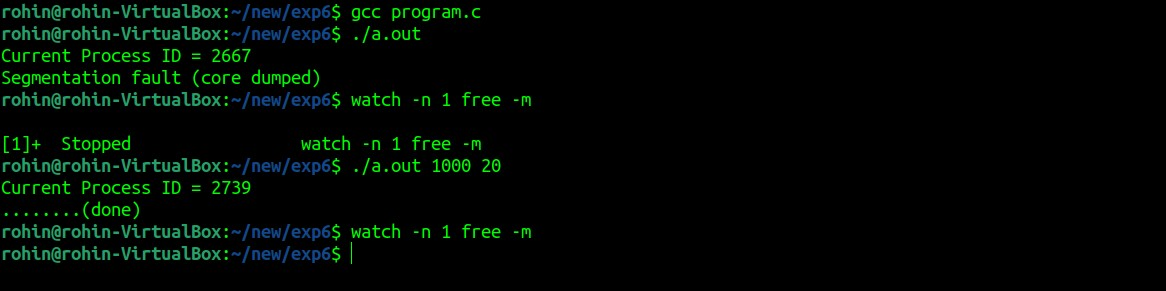 rohin@rohin-VirtualBox:~/new/exp6$ gcc program.c
rohin@rohin-VirtualBox:~/new/exp6$ ./a.out
Current Process ID = 2667
Segmentation fault (core dumped)
rohin@rohin-VirtualBox:~/new/exp6$ watch -n 1 free -m
[1]+  Stopped                 watch -n 1 free -m
rohin@rohin-VirtualBox:~/new/exp6$ ./a.out 1000 20
Current Process ID = 2739
........(done)
rohin@rohin-VirtualBox:~/new/exp6$ watch -n 1 free -m
rohin@rohin-VirtualBox:~/new/exp6$